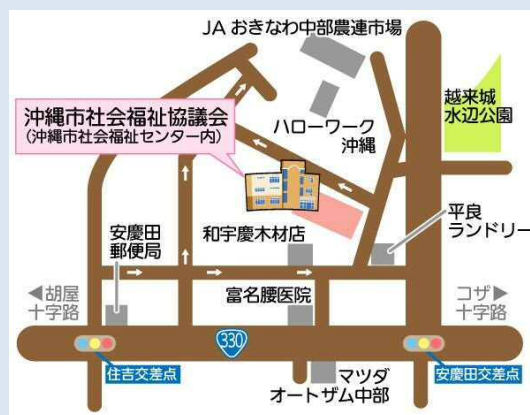 JA おきなわ中部農連市場
沖縄市社会福祉協議会
(沖縄市社会福祉センター内)
ハローワーク
沖縄
越来城
水辺公園
安慶田
郵便局
和宇慶木材店
平良
ランドリー
◀胡屋
十字路
富名腰医院
コザ▶
十字路
330
住吉交差点
マツダ
オートザム中部
安慶田交差点